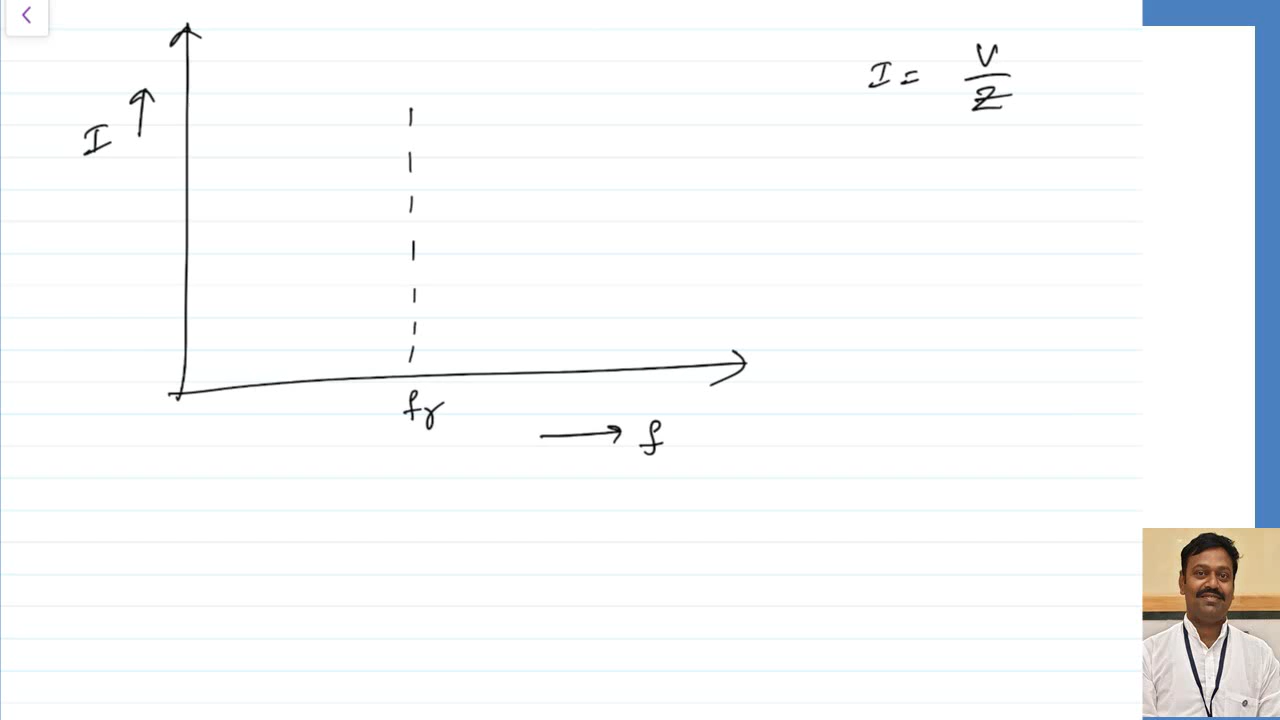 I = V/Z
I ↑
fr
→ f